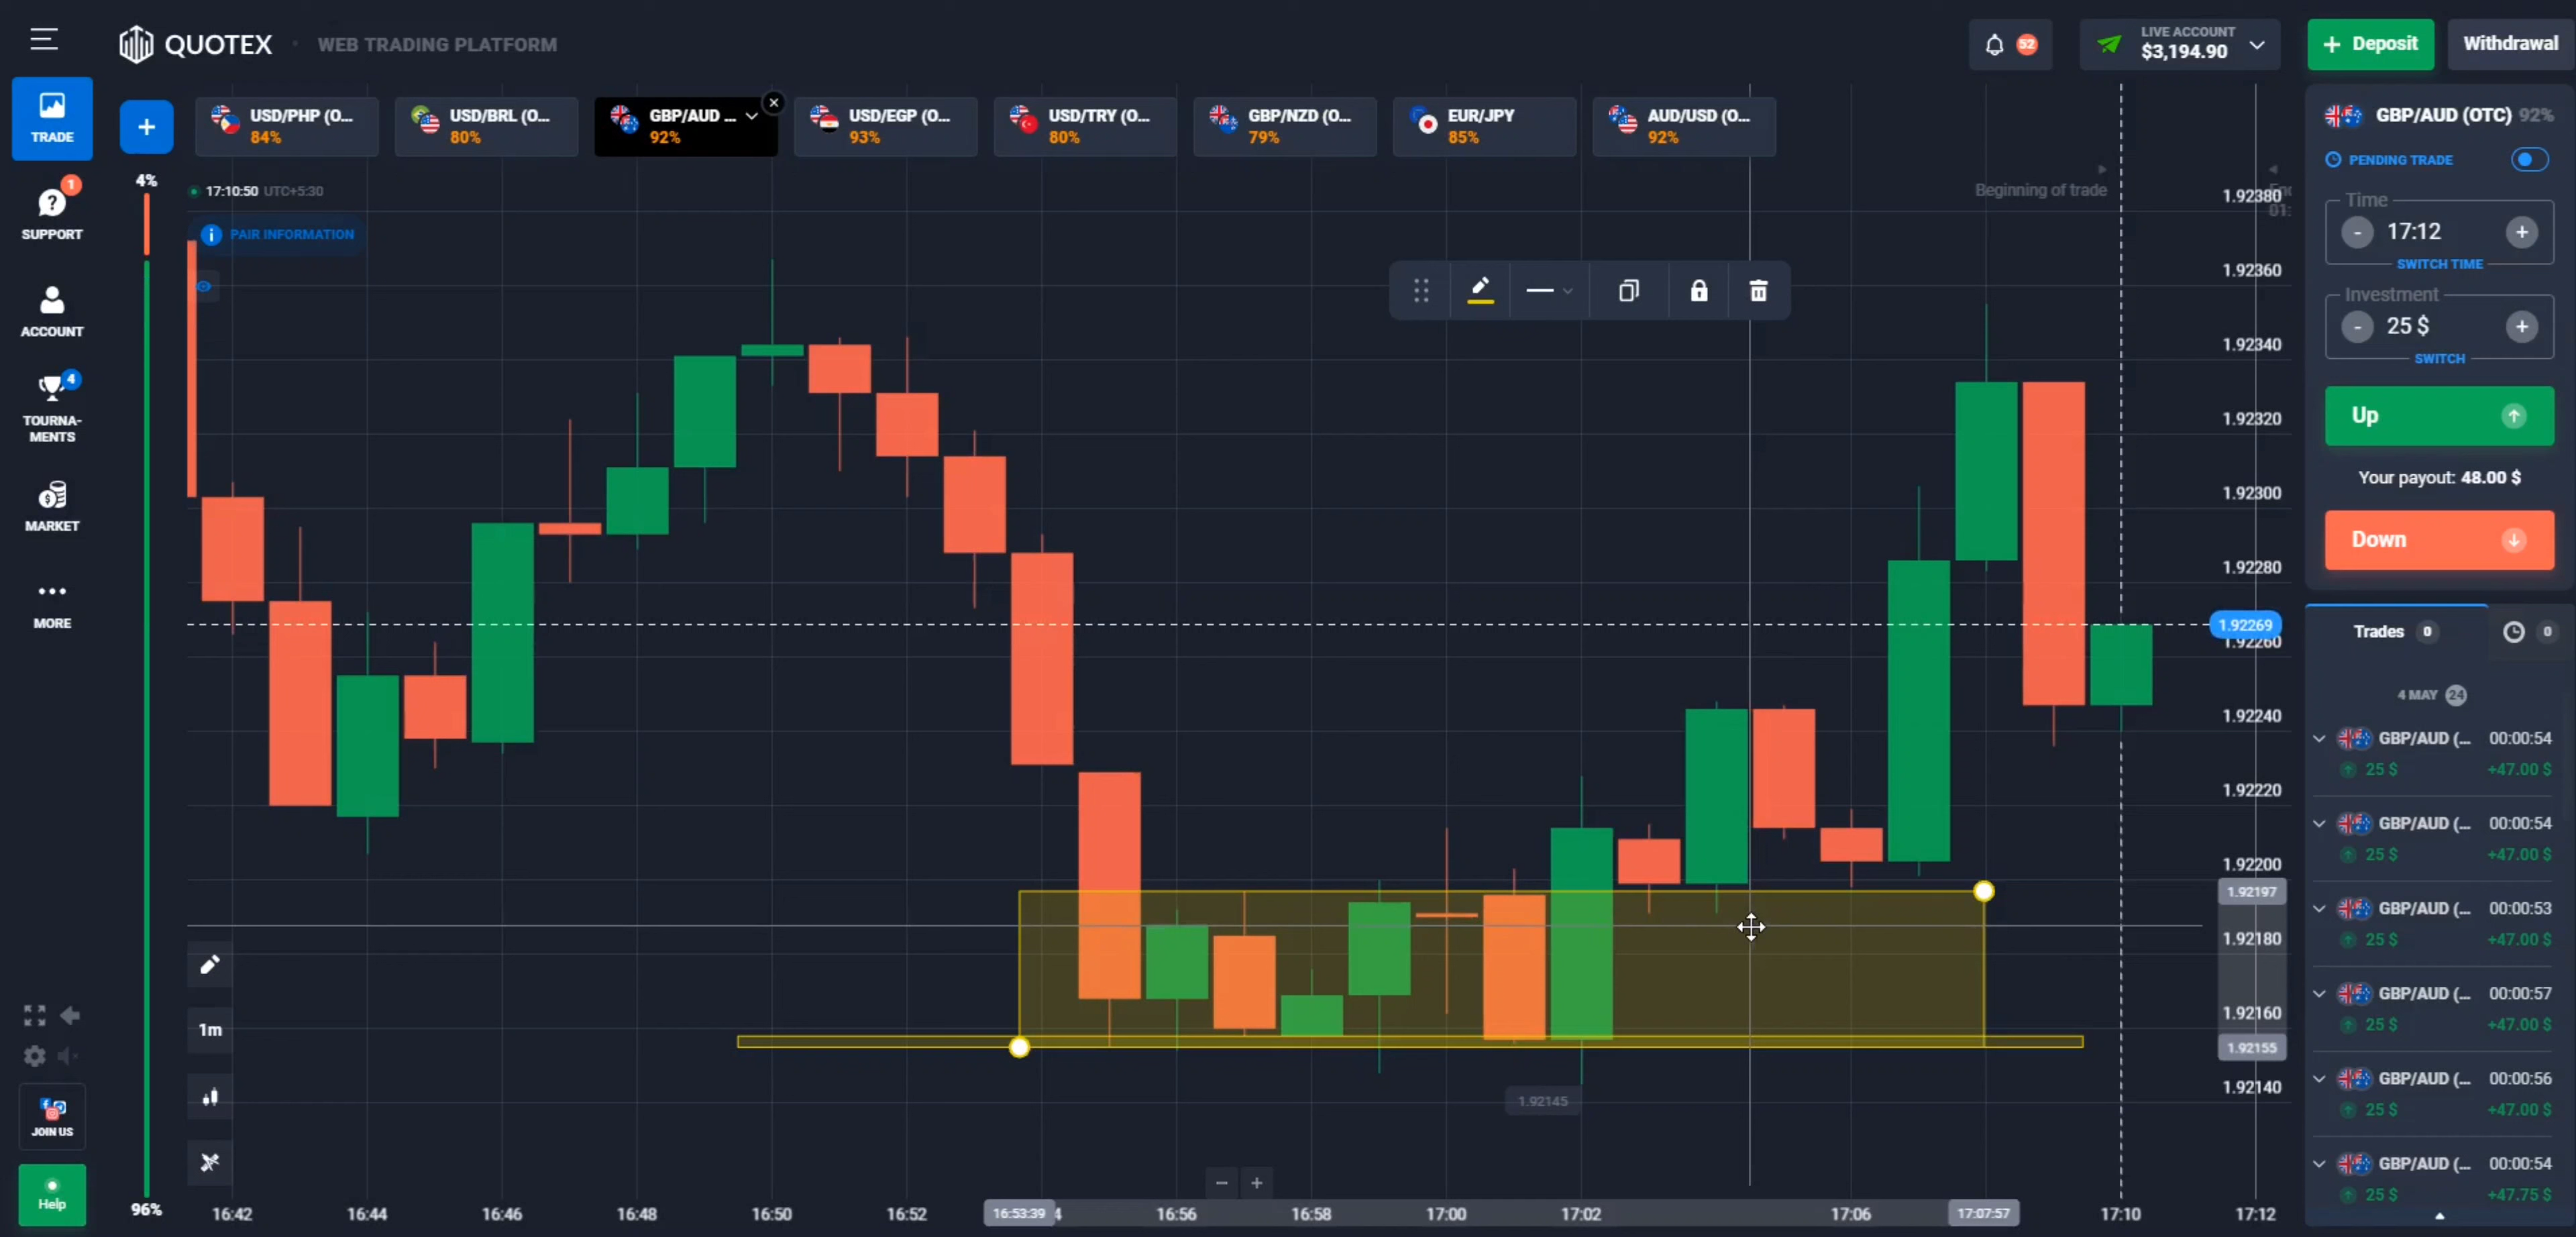 QUOTEX · WEB TRADING PLATFORM
52
LIVE ACCOUNT
$3,194.90
+ Deposit
Withdrawal
TRADE
SUPPORT
1
ACCOUNT
4
TOURNA-
MENTS
MARKET
MORE
JOIN US
Help
+
USD/PHP (O...
84%
USD/BRL (O...
80%
GBP/AUD ...
92%
USD/EGP (O...
93%
USD/TRY (O...
80%
GBP/NZD (O...
79%
EUR/JPY
85%
AUD/USD (O...
92%
4%
96%
17:10:50 UTC+5:30
PAIR INFORMATION
Beginning of trade
1m
1.92145
1.92380
1.92360
1.92340
1.92320
1.92300
1.92280
1.92269
1.92260
1.92240
1.92220
1.92200
1.92197
1.92180
1.92160
1.92155
1.92140
16:42
16:44
16:46
16:48
16:50
16:52
16:53:39
4
16:56
16:58
17:00
17:02
17:06
17:07:57
17:10
17:12
GBP/AUD (OTC) 92%
PENDING TRADE
Time
- 17:12 +
SWITCH TIME
Investment
- 25 $ +
SWITCH
Up
Your payout: 48.00 $
Down
Trades 0
0
4 MAY 24
GBP/AUD (... 00:00:54
25 $ +47.00 $
GBP/AUD (... 00:00:54
25 $ +47.00 $
GBP/AUD (... 00:00:53
25 $ +47.00 $
GBP/AUD (... 00:00:57
25 $ +47.00 $
GBP/AUD (... 00:00:56
25 $ +47.00 $
GBP/AUD (... 00:00:54
25 $ +47.75 $